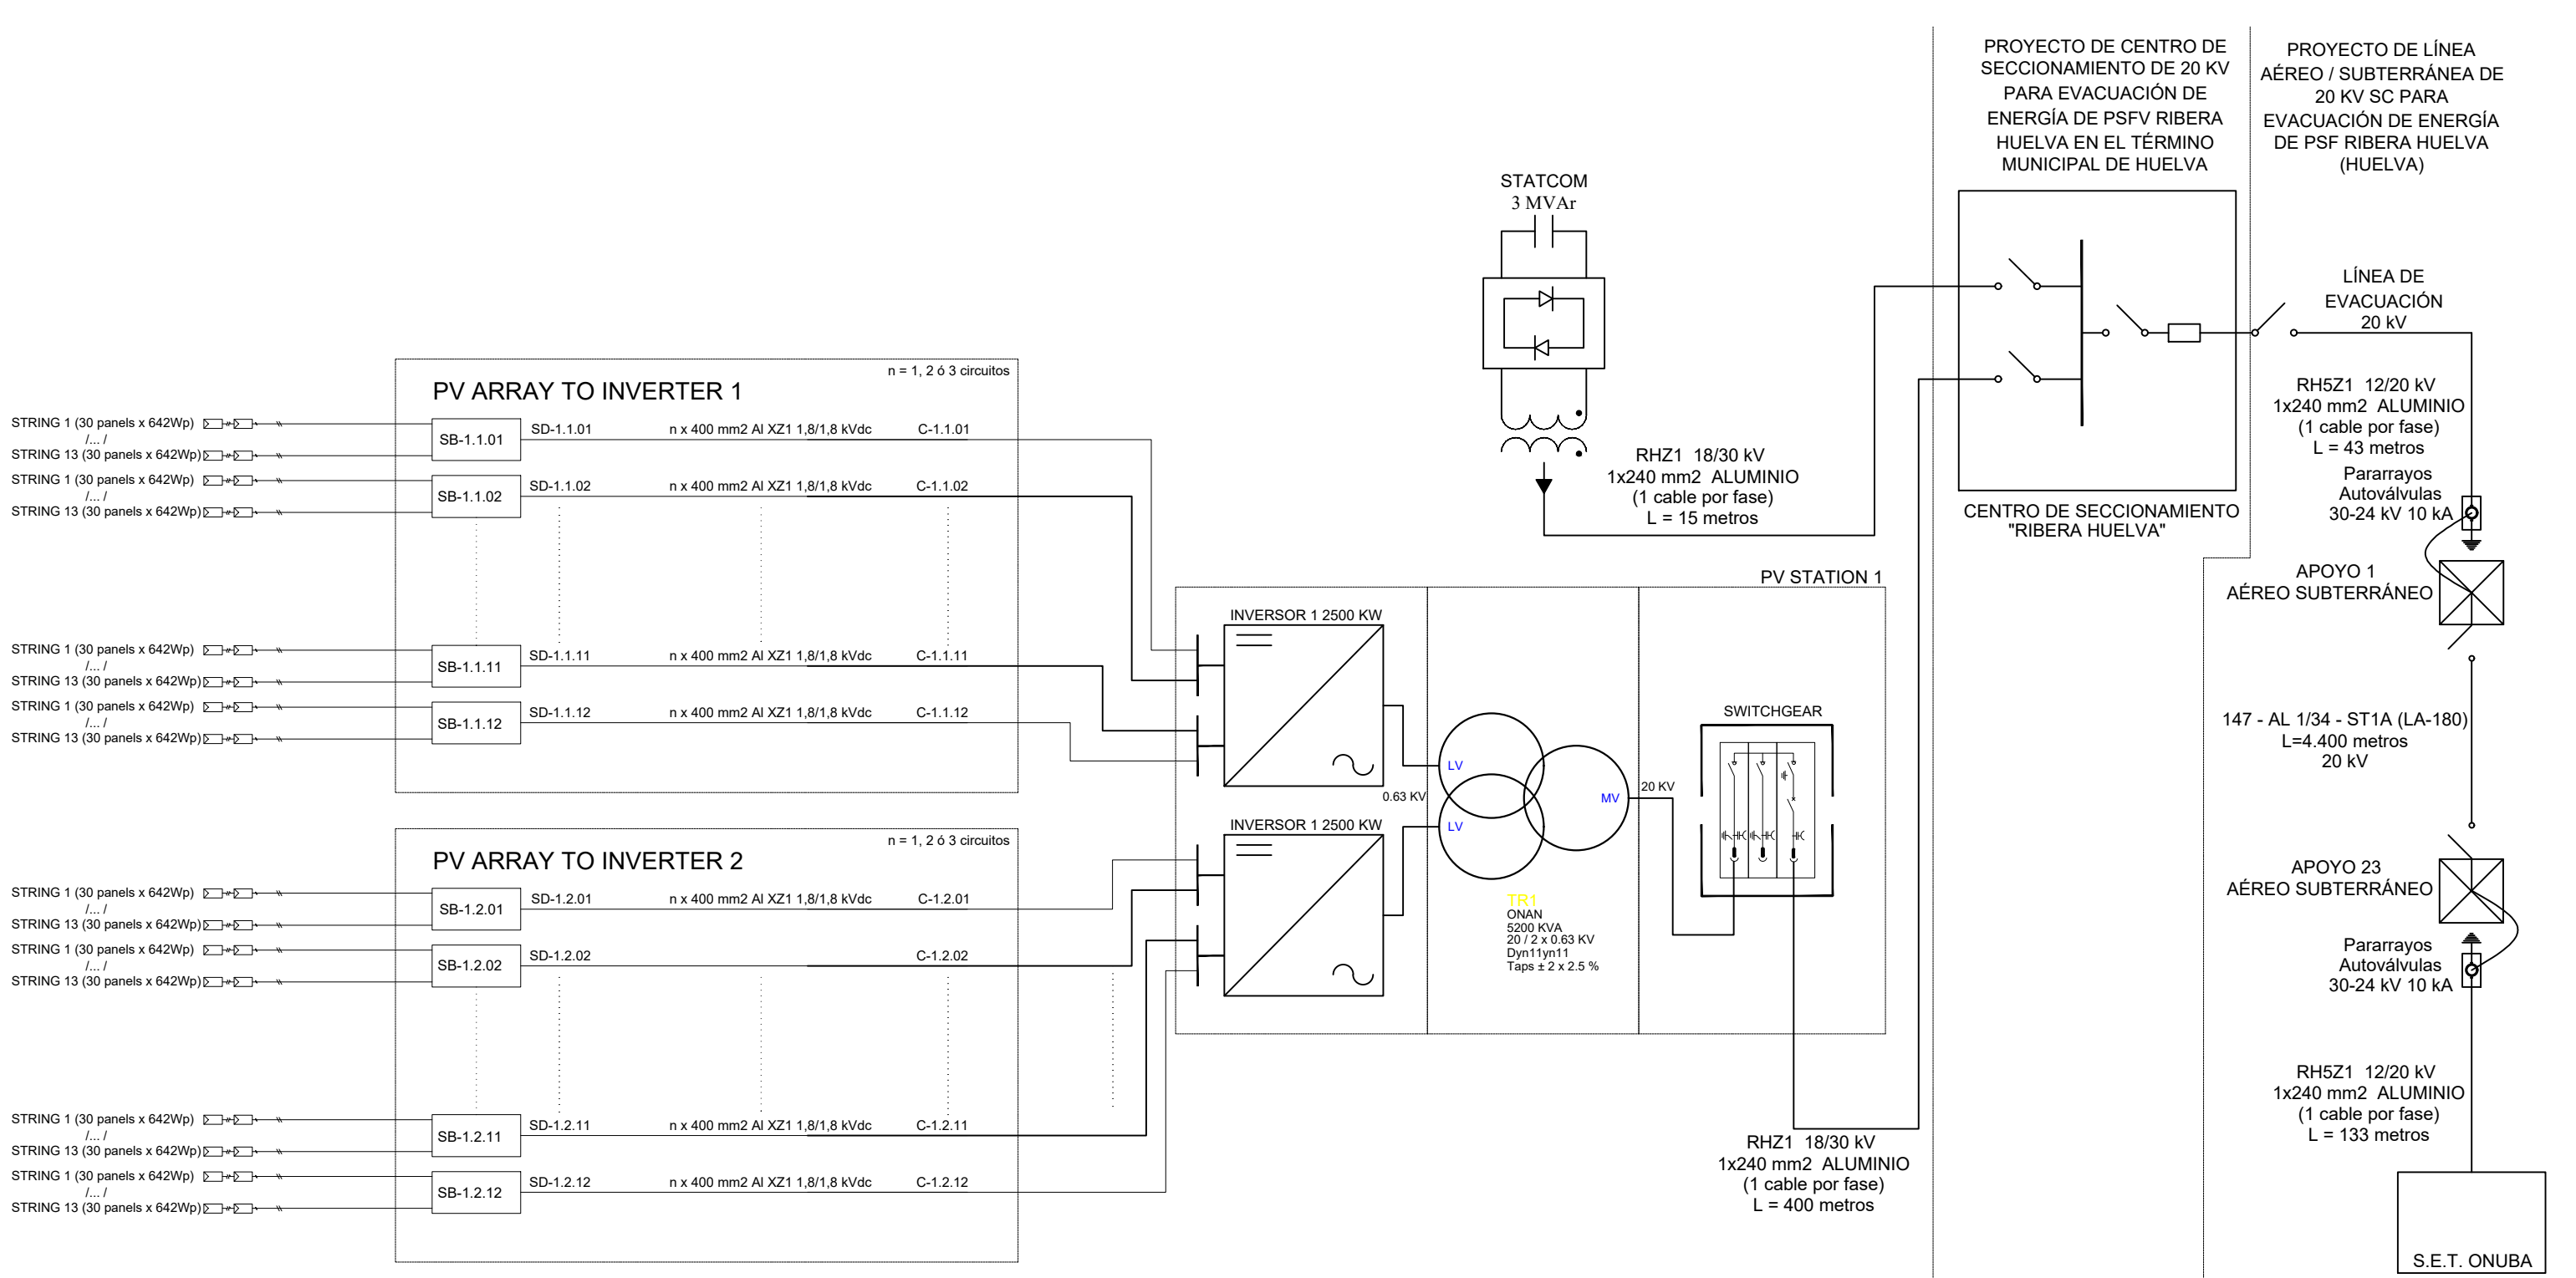 PROYECTO DE CENTRO DE
SECCIONAMIENTO DE 20 KV
PARA EVACUACIÓN DE
ENERGÍA DE PSFV RIBERA
HUELVA EN EL TÉRMINO
MUNICIPAL DE HUELVA
PROYECTO DE LÍNEA
AÉREO / SUBTERRÁNEA DE
20 KV SC PARA
EVACUACIÓN DE ENERGÍA
DE PSF RIBERA HUELVA
(HUELVA)
STATCOM
3 MVAr
RHZ1 18/30 kV
1x240 mm2 ALUMINIO
(1 cable por fase)
L = 15 metros
CENTRO DE SECCIONAMIENTO
"RIBERA HUELVA"
LÍNEA DE
EVACUACIÓN
20 kV
RH5Z1 12/20 kV
1x240 mm2 ALUMINIO
(1 cable por fase)
L = 43 metros
Pararrayos
Autoválvulas
30-24 kV 10 kA
APOYO 1
AÉREO SUBTERRÁNEO
147 - AL 1/34 - ST1A (LA-180)
L=4.400 metros
20 kV
APOYO 23
AÉREO SUBTERRÁNEO
Pararrayos
Autoválvulas
30-24 kV 10 kA
RH5Z1 12/20 kV
1x240 mm2 ALUMINIO
(1 cable por fase)
L = 133 metros
S.E.T. ONUBA
n = 1, 2 ó 3 circuitos
PV ARRAY TO INVERTER 1
STRING 1 (30 panels x 642Wp)
/... /
STRING 13 (30 panels x 642Wp)
SB-1.1.01
SD-1.1.01
n x 400 mm2 Al XZ1 1,8/1,8 kVdc
C-1.1.01
STRING 1 (30 panels x 642Wp)
/... /
STRING 13 (30 panels x 642Wp)
SB-1.1.02
SD-1.1.02
n x 400 mm2 Al XZ1 1,8/1,8 kVdc
C-1.1.02
STRING 1 (30 panels x 642Wp)
/... /
STRING 13 (30 panels x 642Wp)
SB-1.1.11
SD-1.1.11
n x 400 mm2 Al XZ1 1,8/1,8 kVdc
C-1.1.11
STRING 1 (30 panels x 642Wp)
/... /
STRING 13 (30 panels x 642Wp)
SB-1.1.12
SD-1.1.12
n x 400 mm2 Al XZ1 1,8/1,8 kVdc
C-1.1.12
n = 1, 2 ó 3 circuitos
PV ARRAY TO INVERTER 2
STRING 1 (30 panels x 642Wp)
/... /
STRING 13 (30 panels x 642Wp)
SB-1.2.01
SD-1.2.01
n x 400 mm2 Al XZ1 1,8/1,8 kVdc
C-1.2.01
STRING 1 (30 panels x 642Wp)
/... /
STRING 13 (30 panels x 642Wp)
SB-1.2.02
SD-1.2.02
C-1.2.02
STRING 1 (30 panels x 642Wp)
/... /
STRING 13 (30 panels x 642Wp)
SB-1.2.11
SD-1.2.11
n x 400 mm2 Al XZ1 1,8/1,8 kVdc
C-1.2.11
STRING 1 (30 panels x 642Wp)
/... /
STRING 13 (30 panels x 642Wp)
SB-1.2.12
SD-1.2.12
n x 400 mm2 Al XZ1 1,8/1,8 kVdc
C-1.2.12
PV STATION 1
INVERSOR 1 2500 KW
INVERSOR 1 2500 KW
0.63 KV
LV
LV
MV
20 KV
TR1
ONAN
5200 KVA
20 / 2 x 0.63 KV
Dyn11yn11
Taps ± 2 x 2.5 %
SWITCHGEAR
RHZ1 18/30 kV
1x240 mm2 ALUMINIO
(1 cable por fase)
L = 400 metros